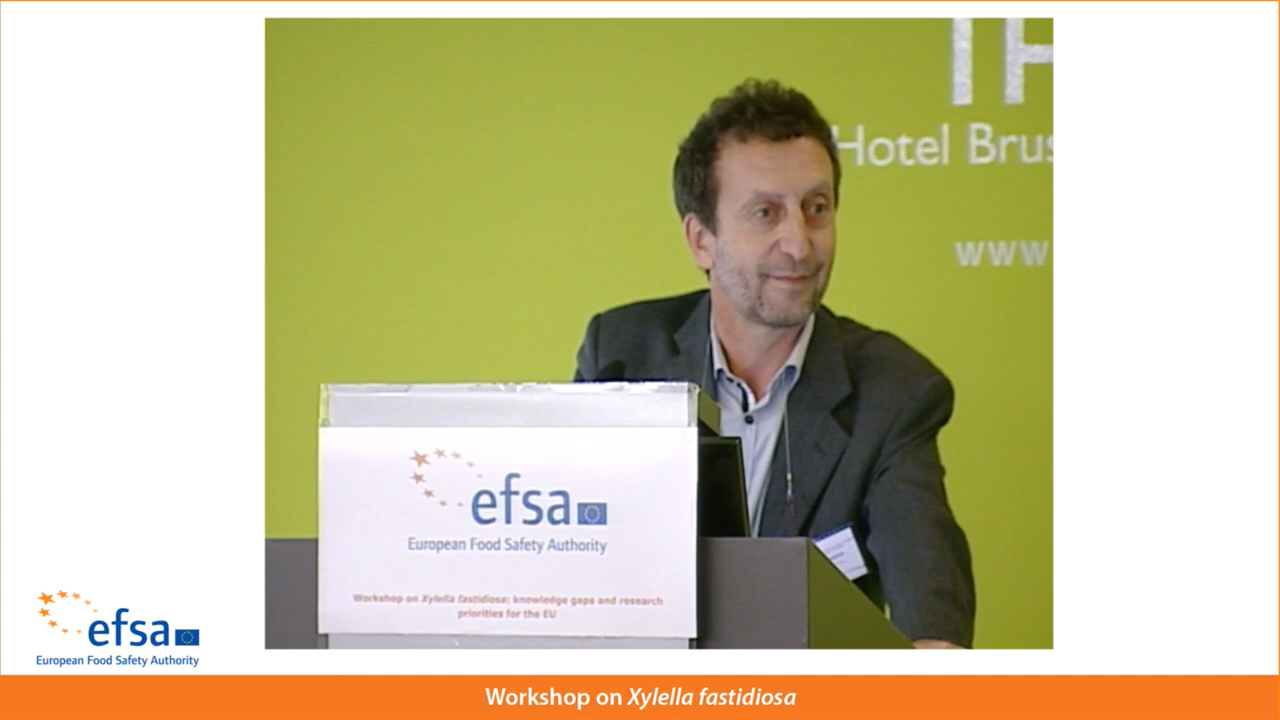 Hotel Brus
www
efsa
European Food Safety Authority
Workshop on Xylella fastidiosa: knowledge gaps and research
priorities for the EU
efsa
European Food Safety Authority
Workshop on Xylella fastidiosa